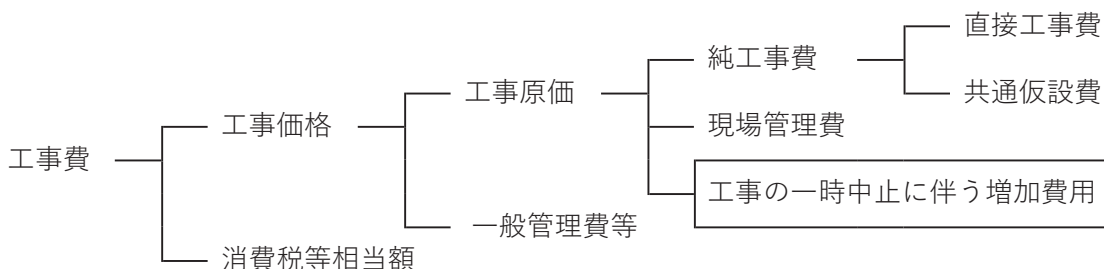 直接工事費
純工事費
工事原価
共通仮設費
工事価格
現場管理費
工事費
工事の一時中止に伴う増加費用
一般管理費等
消費税等相当額